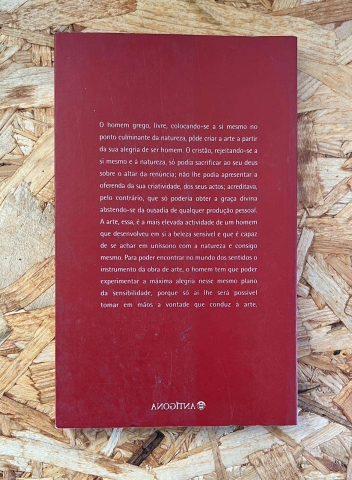 O homem grego, livre, colocando-se a si mesmo no
ponto culminante da natureza, pôde criar a arte a partir
da sua alegria de ser homem. O cristão, rejeitando-se a
si mesmo e à natureza, só podia sacrificar ao seu deus
sobre o altar da renúncia; não lhe podia apresentar a
oferenda da sua criatividade, dos seus actos; acreditava,
pelo contrário, que só poderia obter a graça divina
abstendo-se da ousadia de qualquer produção pessoal.
A arte, essa, é a mais elevada actividade de um homem
que desenvolveu em si a beleza sensível e que é capaz
de se achar em uníssono com a natureza e consigo
mesmo. Para poder encontrar no mundo dos sentidos o
instrumento da obra de arte, o homem tem que poder
experimentar a máxima alegria nesse mesmo plano
da sensibilidade, porque só aí lhe será possível
tomar em mãos a vontade que conduz à arte.
ANTÍGONA